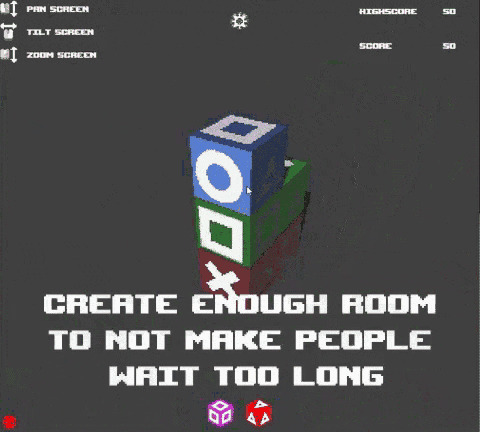 PAN SCREEN
TILT SCREEN
ZOOM SCREEN
HIGHSCORE 50
SCORE 50
CREATE ENOUGH ROOM
TO NOT MAKE PEOPLE
WAIT TOO LONG